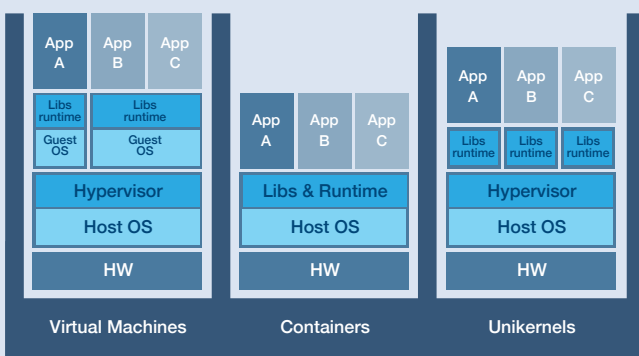 App
A
App
B
App
C
Libs
runtime
Libs
runtime
Guest
OS
Guest
OS
Hypervisor
Host OS
HW
Virtual Machines
App
A
App
B
App
C
Libs & Runtime
Host OS
HW
Containers
App
A
App
B
App
C
Libs
runtime
Libs
runtime
Libs
runtime
Hypervisor
Host OS
HW
Unikernels